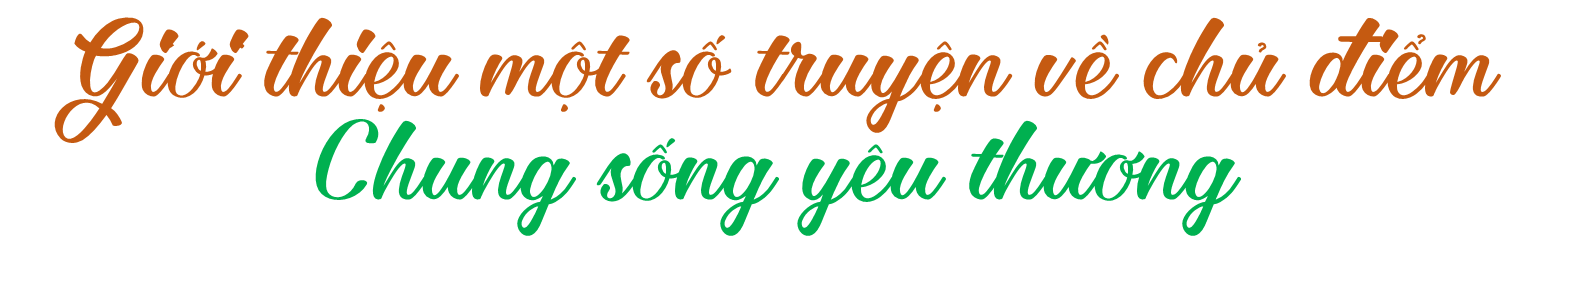 Giới thiệu một số truyện về chủ điểm
Chung sống yêu thương